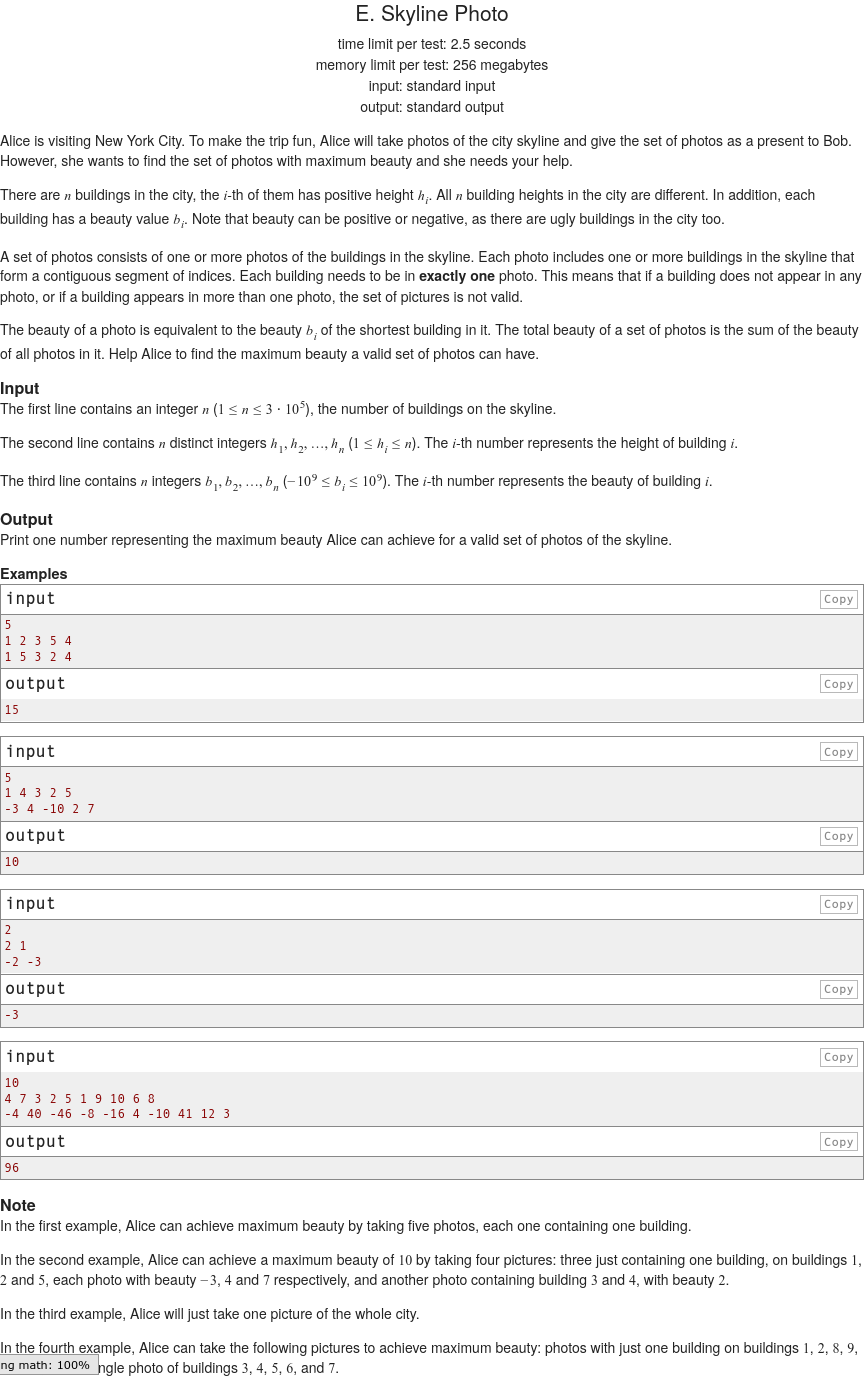 E. Skyline Photo
time limit per test: 2.5 seconds
memory limit per test: 256 megabytes
input: standard input
output: standard output
Alice is visiting New York City. To make the trip fun, Alice will take photos of the city skyline and give the set of photos as a present to Bob.
However, she wants to find the set of photos with maximum beauty and she needs your help.
There are n buildings in the city, the i-th of them has positive height h_i. All n building heights in the city are different. In addition, each
building has a beauty value b_i. Note that beauty can be positive or negative, as there are ugly buildings in the city too.
A set of photos consists of one or more photos of the buildings in the skyline. Each photo includes one or more buildings in the skyline that
form a contiguous segment of indices. Each building needs to be in exactly one photo. This means that if a building does not appear in any
photo, or if a building appears in more than one photo, the set of pictures is not valid.
The beauty of a photo is equivalent to the beauty b_i of the shortest building in it. The total beauty of a set of photos is the sum of the beauty
of all photos in it. Help Alice to find the maximum beauty a valid set of photos can have.
Input
The first line contains an integer n (1 ≤ n ≤ 3 · 10^5), the number of buildings on the skyline.
The second line contains n distinct integers h_1, h_2, …, h_n (1 ≤ h_i ≤ n). The i-th number represents the height of building i.
The third line contains n integers b_1, b_2, …, b_n (−10^9 ≤ b_i ≤ 10^9). The i-th number represents the beauty of building i.
Output
Print one number representing the maximum beauty Alice can achieve for a valid set of photos of the skyline.
Examples
input Copy
5
1 2 3 5 4
1 5 3 2 4
output Copy
15
input Copy
5
1 4 3 2 5
-3 4 -10 2 7
output Copy
10
input Copy
2
2 1
-2 -3
output Copy
-3
input Copy
10
4 7 3 2 5 1 9 10 6 8
-4 40 -46 -8 -16 4 -10 41 12 3
output Copy
96
Note
In the first example, Alice can achieve maximum beauty by taking five photos, each one containing one building.
In the second example, Alice can achieve a maximum beauty of 10 by taking four pictures: three just containing one building, on buildings 1,
2 and 5, each photo with beauty −3, 4 and 7 respectively, and another photo containing building 3 and 4, with beauty 2.
In the third example, Alice will just take one picture of the whole city.
In the fourth example, Alice can take the following pictures to achieve maximum beauty: photos with just one building on buildings 1, 2, 8, 9,
ng math: 100% ngle photo of buildings 3, 4, 5, 6, and 7.